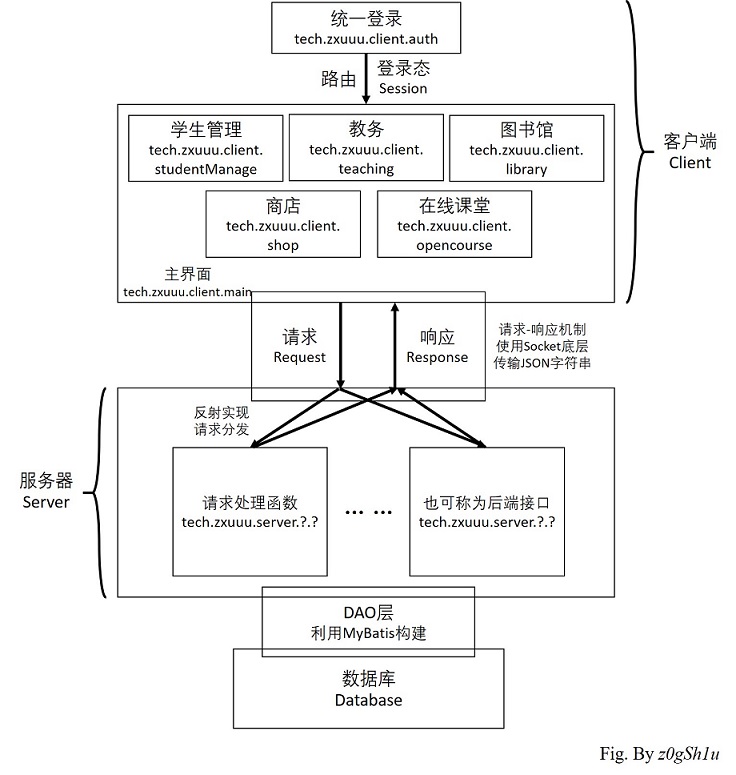 统一登录
tech.zxuuu.client.auth
路由
登录态
Session
学生管理
tech.zxuuu.client.
studentManage
教务
tech.zxuuu.client.
teaching
图书馆
tech.zxuuu.client.
library
商店
tech.zxuuu.client.
shop
在线课堂
tech.zxuuu.client.
opencourse
主界面
tech.zxuuu.client.main
客户端
Client
请求
Request
响应
Response
请求-响应机制
使用Socket底层
传输JSON字符串
反射实现
请求分发
服务器
Server
请求处理函数
tech.zxuuu.server.?.?
... ...
也可称为后端接口
tech.zxuuu.server.?.?
DAO层
利用MyBatis构建
数据库
Database
Fig. By z0gSh1u